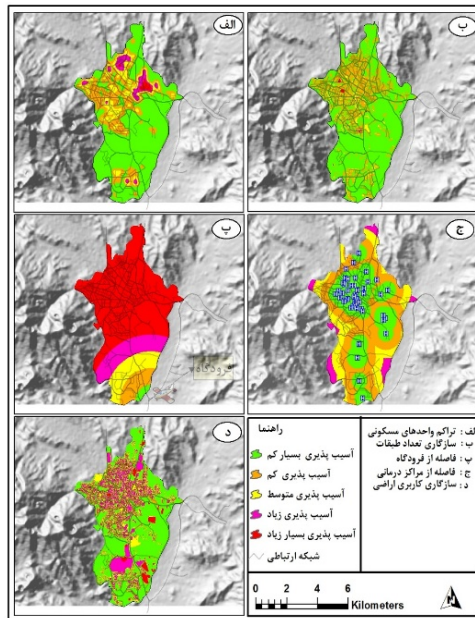 الف
ب
پ
فرودگاه
ج
د
راهنما
آسیب پذیری بسیار کم
آسیب پذیری کم
آسیب پذیری متوسط
آسیب پذیری زیاد
آسیب پذیری بسیار زیاد
شبکه ارتباطی
الف : تراکم واحدهای مسکونی
ب : سازگاری تعداد طبقات
پ : فاصله از فرودگاه
ج : فاصله از مراکز درمانی
د : سازگاری کاربری اراضی
0 2 4 6
Kilometers